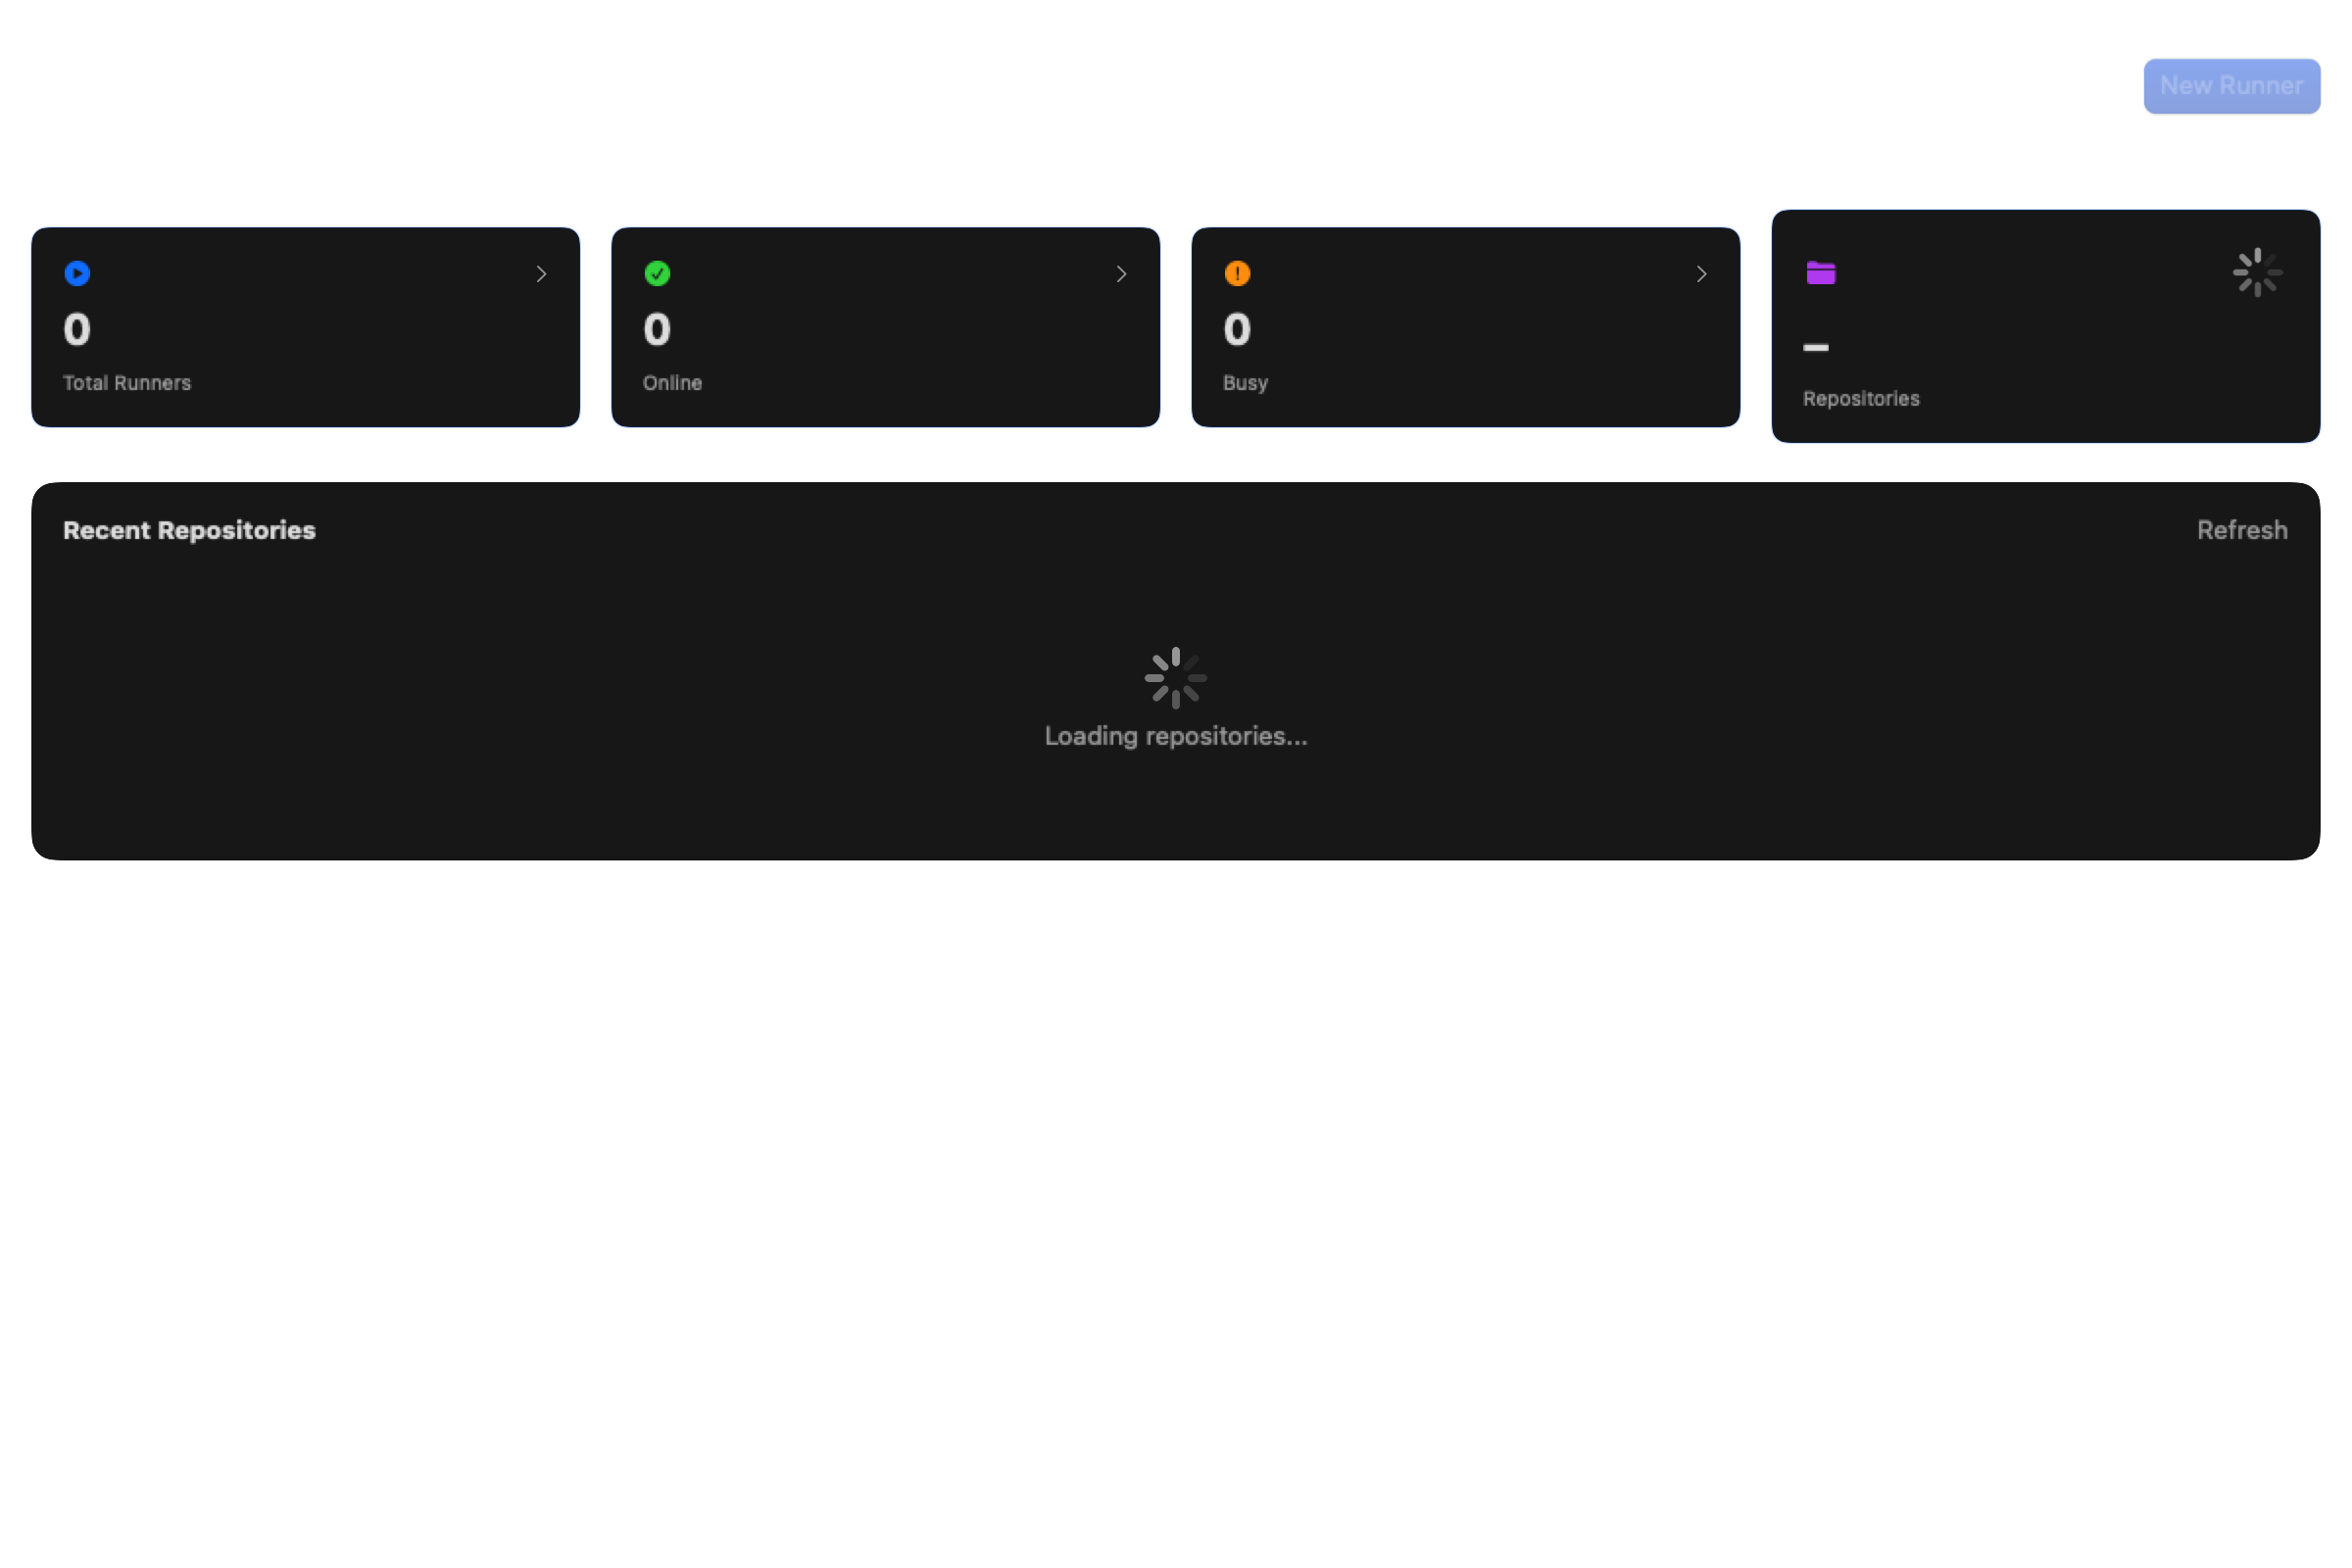 New Runner
0
Total Runners
0
Online
0
Busy
–
Repositories
Recent Repositories
Refresh
Loading repositories...